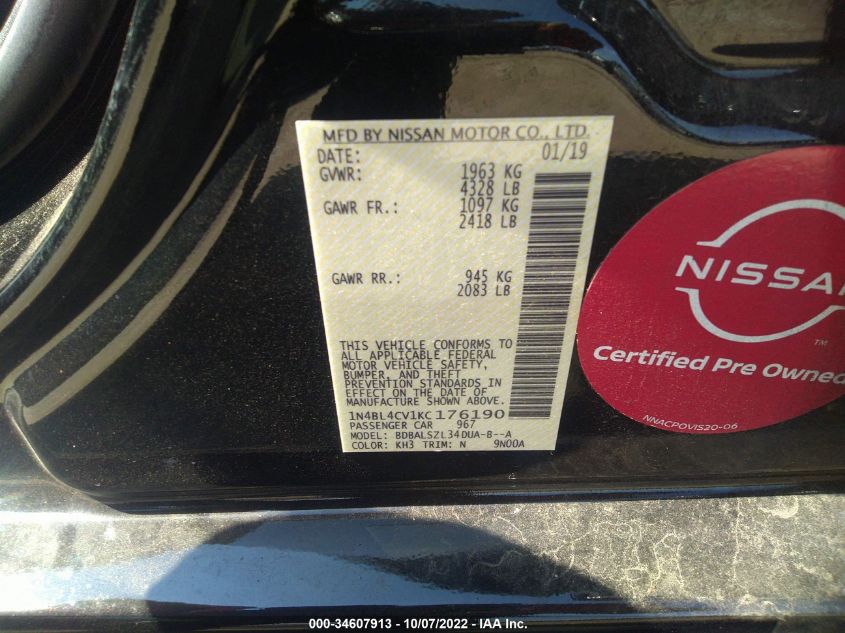 MFD BY NISSAN MOTOR CO., LTD.
DATE: 01/19
GVWR: 1963 KG
4328 LB
GAWR FR.: 1097 KG
2418 LB
GAWR RR.: 945 KG
2083 LB
THIS VEHICLE CONFORMS TO
ALL APPLICABLE FEDERAL
MOTOR VEHICLE SAFETY,
BUMPER, AND THEFT
PREVENTION STANDARDS IN
EFFECT ON THE DATE OF
MANUFACTURE SHOWN ABOVE.
1N4BL4CV1KC176190
PASSENGER CAR 967
MODEL: BDBALSZL34DUA-B--A
COLOR: KH3 TRIM: N 9N00A
NISSAN
TM
Certified Pre Owned
NNACPOVIS20-06
000-34607913 - 10/07/2022 - IAA Inc.